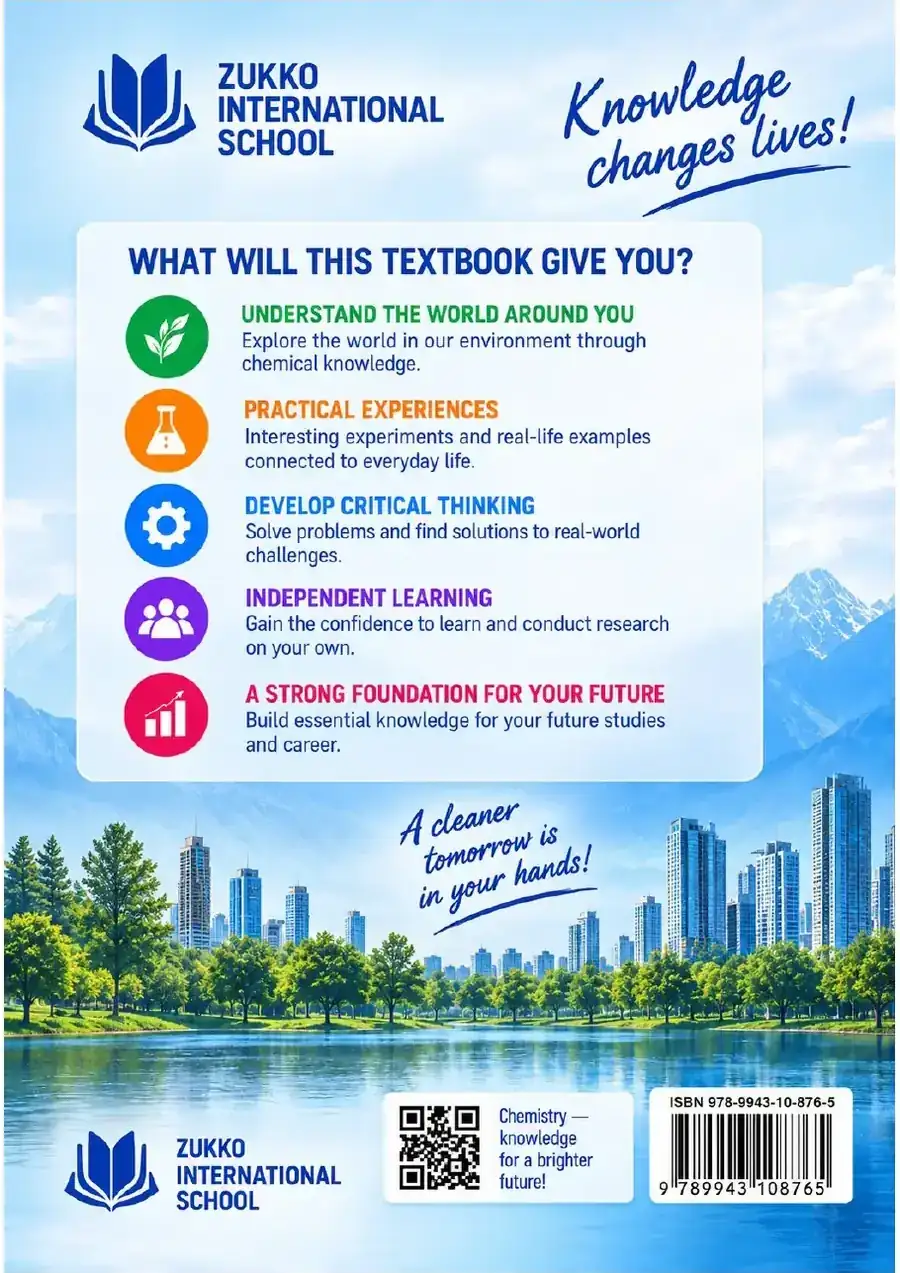 ZUKKO
INTERNATIONAL
SCHOOL
Knowledge
changes lives!
WHAT WILL THIS TEXTBOOK GIVE YOU?
UNDERSTAND THE WORLD AROUND YOU
Explore the world in our environment through
chemical knowledge.
PRACTICAL EXPERIENCES
Interesting experiments and real-life examples
connected to everyday life.
DEVELOP CRITICAL THINKING
Solve problems and find solutions to real-world
challenges.
INDEPENDENT LEARNING
Gain the confidence to learn and conduct research
on your own.
A STRONG FOUNDATION FOR YOUR FUTURE
Build essential knowledge for your future studies
and career.
A cleaner
tomorrow is
in your hands!
ZUKKO
INTERNATIONAL
SCHOOL
Chemistry —
knowledge
for a brighter
future!
ISBN 978-9943-10-876-5
9 789943 108765